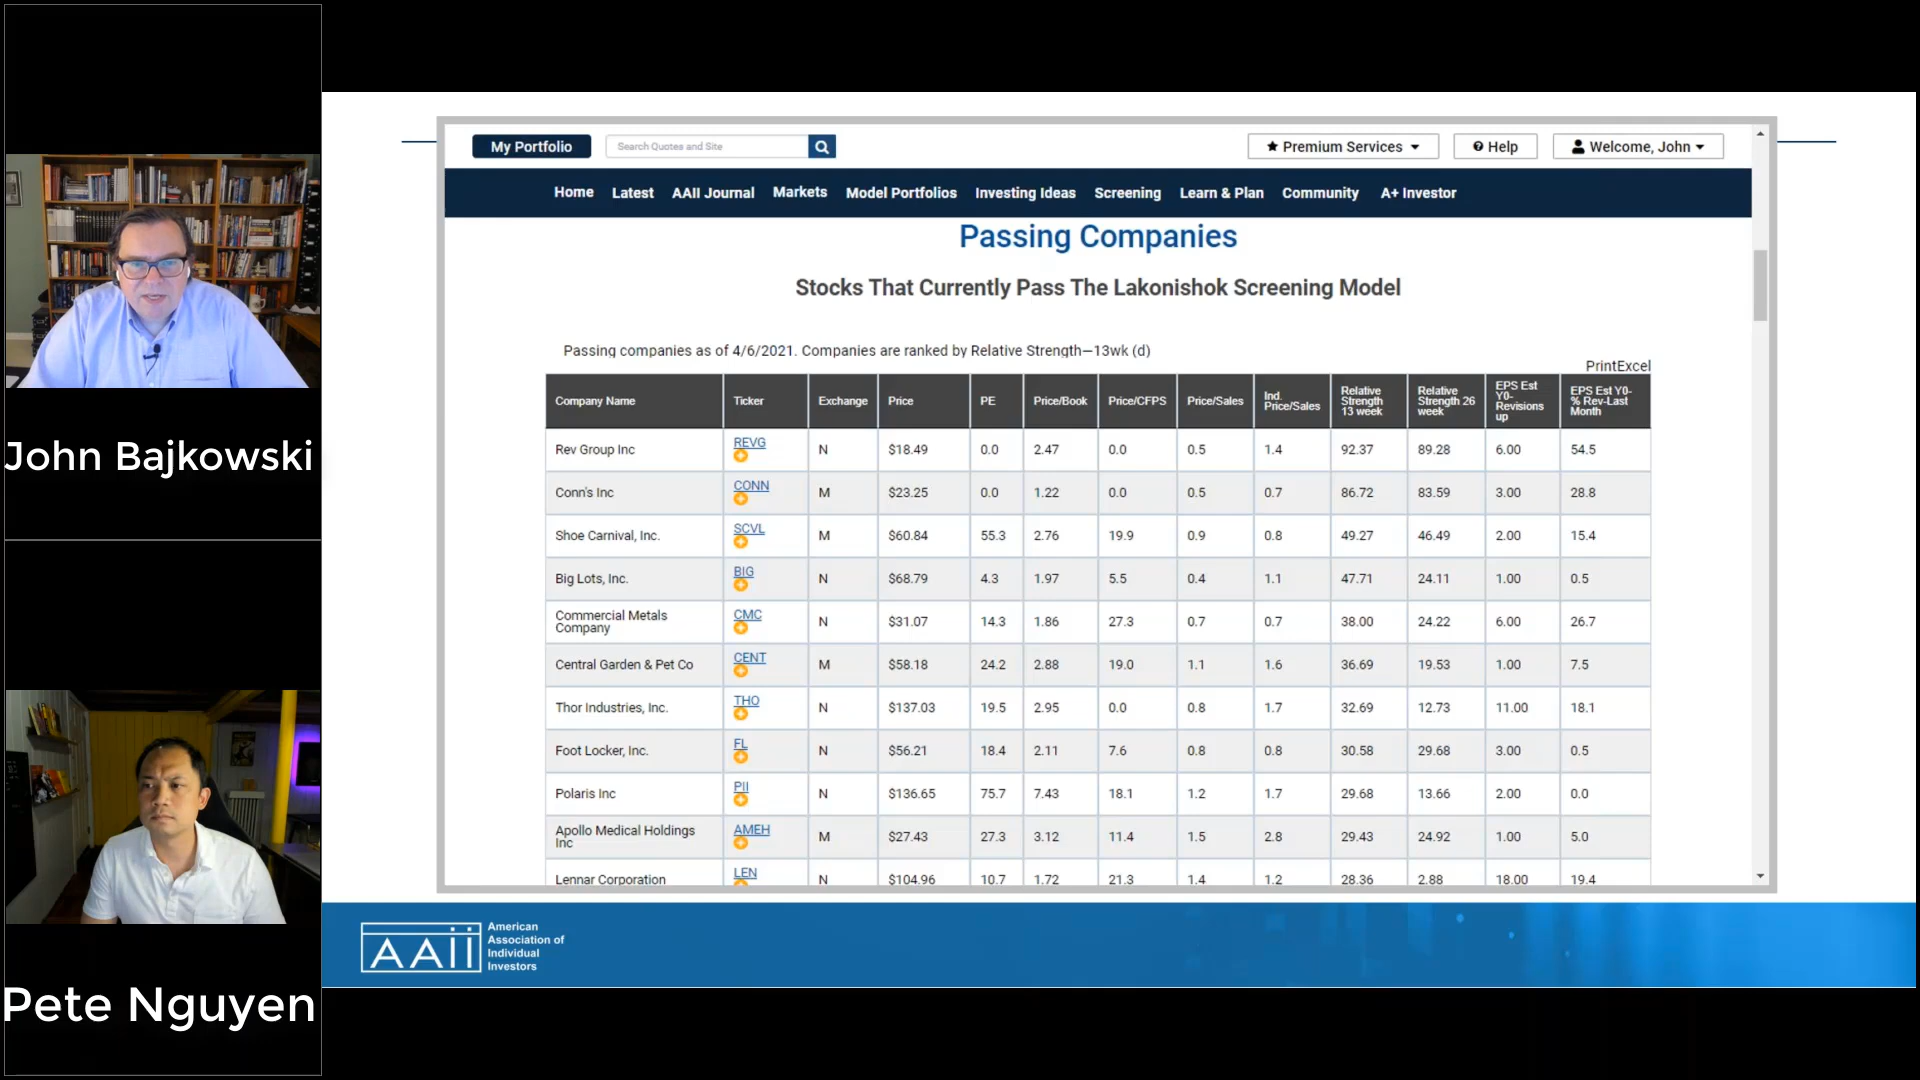 John Bajkowski
Pete Nguyen
My Portfolio
Search Quotes and Site
Premium Services
Help
Welcome, John
Home Latest AAII Journal Markets Model Portfolios Investing Ideas Screening Learn & Plan Community A+ Investor
Passing Companies
Stocks That Currently Pass The Lakonishok Screening Model
Passing companies as of 4/6/2021. Companies are ranked by Relative Strength—13wk (d)
PrintExcel
Company Name Ticker Exchange Price PE Price/Book Price/CFPS Price/Sales Ind. Price/Sales Relative Strength 13 week Relative Strength 26 week EPS Est Y0- Revisions up EPS Est Y0- % Rev-Last Month
Rev Group Inc REVG N $18.49 0.0 2.47 0.0 0.5 1.4 92.37 89.28 6.00 54.5
Conn's Inc CONN M $23.25 0.0 1.22 0.0 0.5 0.7 86.72 83.59 3.00 28.8
Shoe Carnival, Inc. SCVL M $60.84 55.3 2.76 19.9 0.9 0.8 49.27 46.49 2.00 15.4
Big Lots, Inc. BIG N $68.79 4.3 1.97 5.5 0.4 1.1 47.71 24.11 1.00 0.5
Commercial Metals Company CMC N $31.07 14.3 1.86 27.3 0.7 0.7 38.00 24.22 6.00 26.7
Central Garden & Pet Co CENT M $58.18 24.2 2.88 19.0 1.1 1.6 36.69 19.53 1.00 7.5
Thor Industries, Inc. THO N $137.03 19.5 2.95 0.0 0.8 1.7 32.69 12.73 11.00 18.1
Foot Locker, Inc. FL N $56.21 18.4 2.11 7.6 0.8 0.8 30.58 29.68 3.00 0.5
Polaris Inc PII N $136.65 75.7 7.43 18.1 1.2 1.7 29.68 13.66 2.00 0.0
Apollo Medical Holdings Inc AMEH M $27.43 27.3 3.12 11.4 1.5 2.8 29.43 24.92 1.00 5.0
Lennar Corporation LEN N $104.96 10.7 1.72 21.3 1.4 1.2 28.36 2.88 18.00 19.4
AAII
American
Association of
Individual
Investors